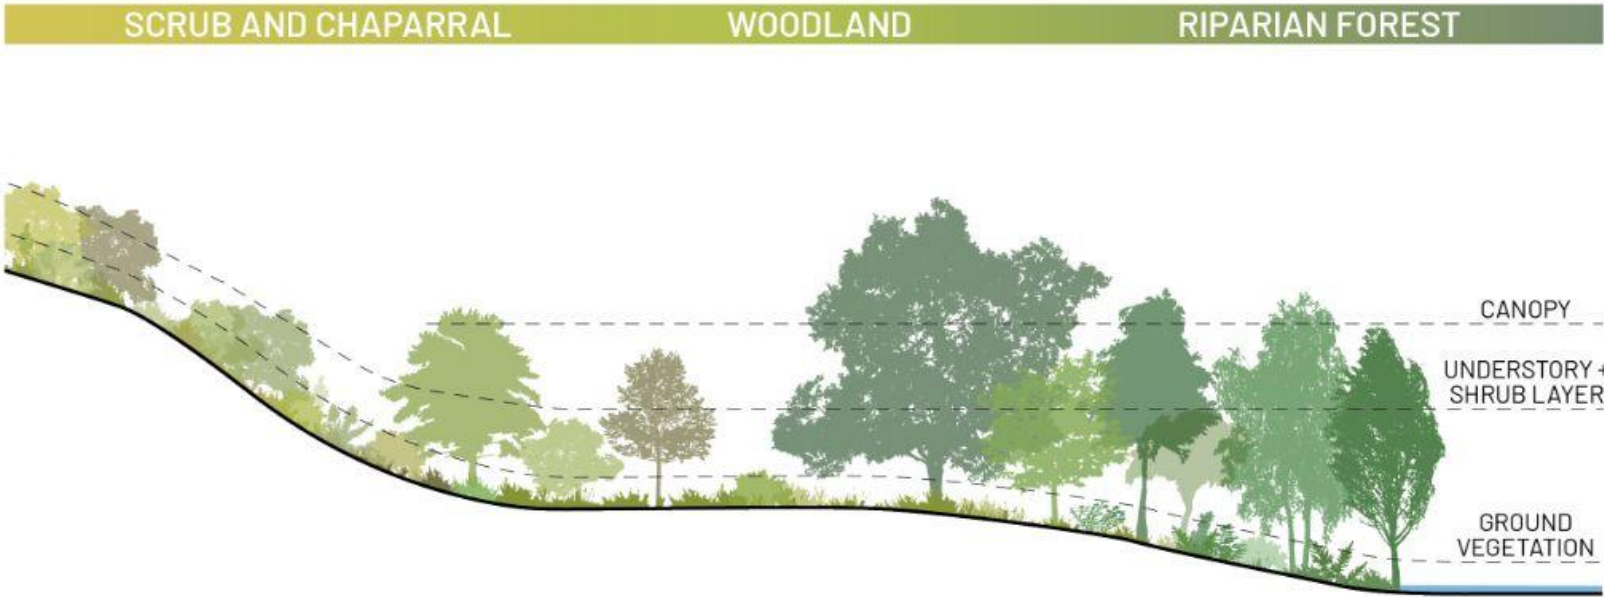 SCRUB AND CHAPARRAL
WOODLAND
RIPARIAN FOREST
CANOPY
UNDERSTORY +
SHRUB LAYER
GROUND
VEGETATION